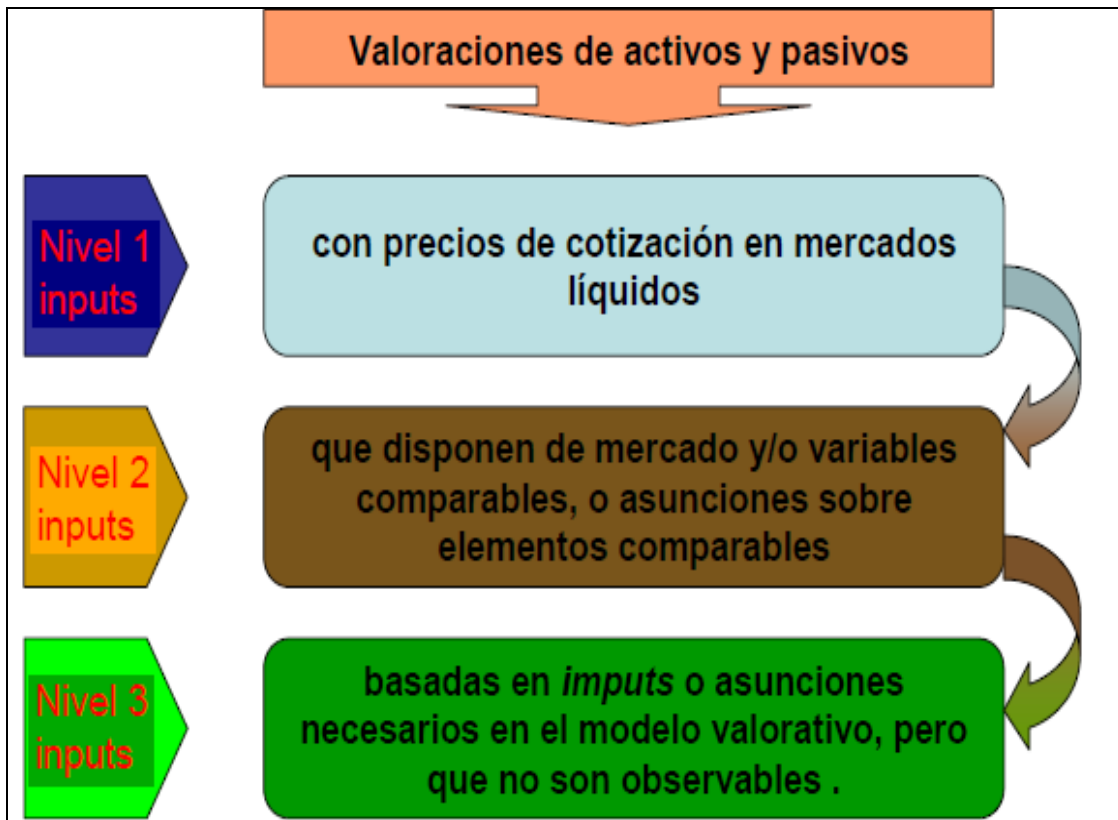 Valoraciones de activos y pasivos
Nivel 1
inputs
con precios de cotización en mercados
líquidos
Nivel 2
inputs
que disponen de mercado y/o variables
comparables, o asunciones sobre
elementos comparables
Nivel 3
inputs
basadas en imputs o asunciones
necesarios en el modelo valorativo, pero
que no son observables .